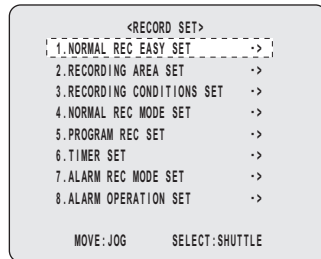 <RECORD SET>
1.NORMAL REC EASY SET ->
2.RECORDING AREA SET ->
3.RECORDING CONDITIONS SET ->
4.NORMAL REC MODE SET ->
5.PROGRAM REC SET ->
6.TIMER SET ->
7.ALARM REC MODE SET ->
8.ALARM OPERATION SET ->
MOVE:JOG SELECT:SHUTTLE